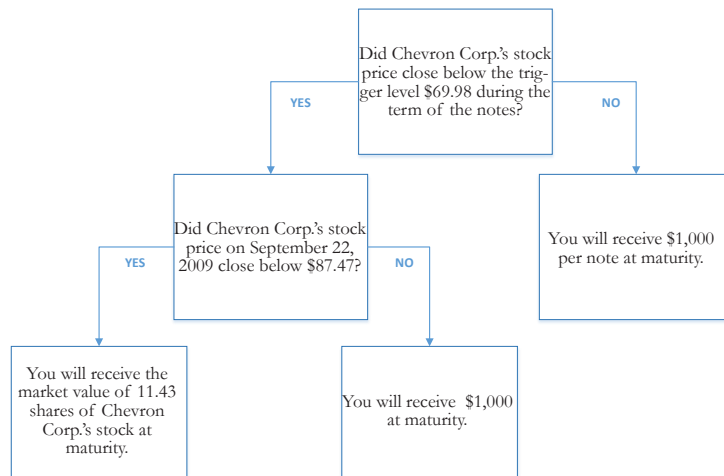 Did Chevron Corp.'s stock
price close below the trig-
ger level $69.98 during the
term of the notes?
YES
NO
Did Chevron Corp.'s stock
price on September 22,
2009 close below $87.47?
You will receive $1,000
per note at maturity.
YES
NO
You will receive the
market value of 11.43
shares of Chevron
Corp.'s stock at
maturity.
You will receive $1,000
at maturity.